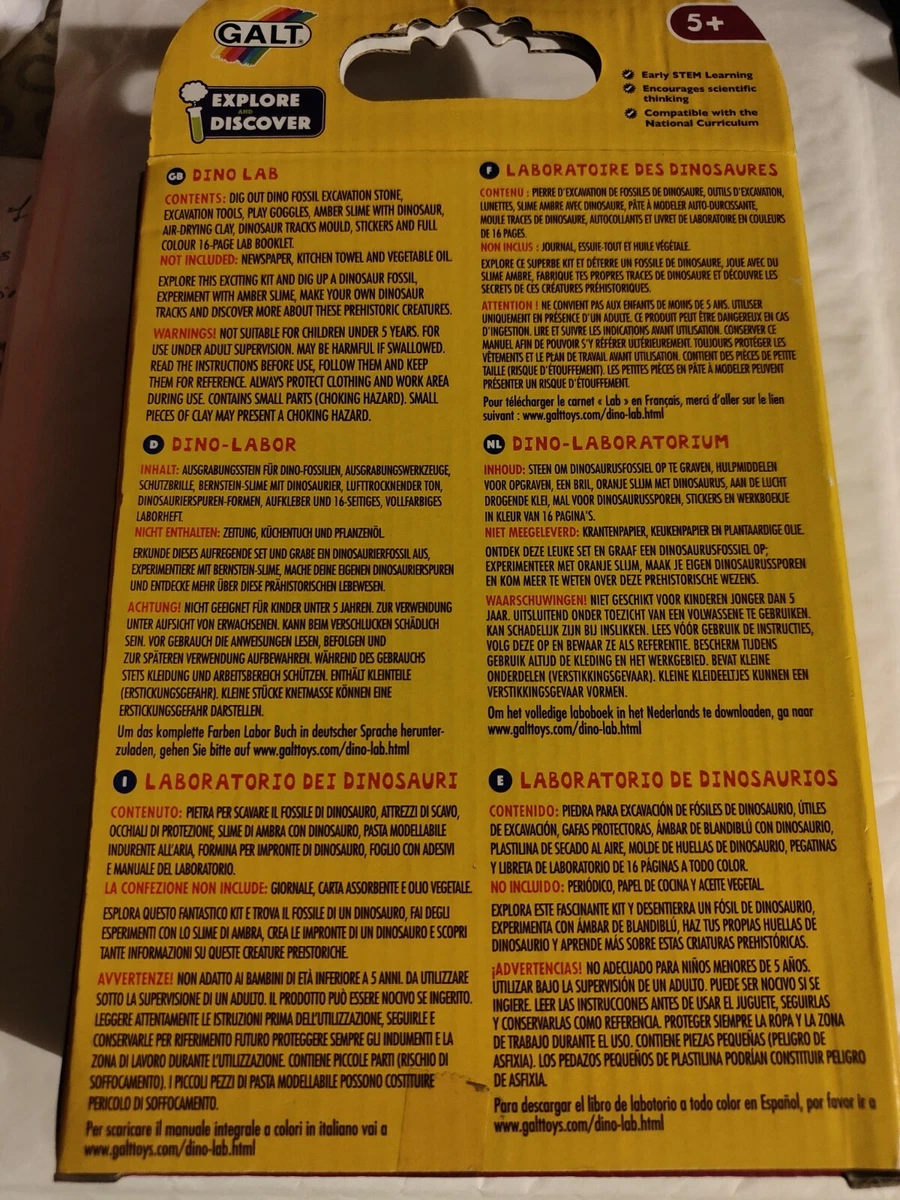 GALT
5+
EXPLORE
AND
DISCOVER
Early STEM Learning
Encourages scientific
thinking
Compatible with the
National Curriculum
GB DINO LAB
CONTENTS: DIG OUT DINO FOSSIL EXCAVATION STONE,
EXCAVATION TOOLS, PLAY GOGGLES, AMBER SLIME WITH DINOSAUR,
AIR-DRYING CLAY, DINOSAUR TRACKS MOULD, STICKERS AND FULL
COLOUR 16-PAGE LAB BOOKLET.
NOT INCLUDED: NEWSPAPER, KITCHEN TOWEL AND VEGETABLE OIL.
EXPLORE THIS EXCITING KIT AND DIG UP A DINOSAUR FOSSIL,
EXPERIMENT WITH AMBER SLIME, MAKE YOUR OWN DINOSAUR
TRACKS AND DISCOVER MORE ABOUT THESE PREHISTORIC CREATURES.
WARNINGS! NOT SUITABLE FOR CHILDREN UNDER 5 YEARS. FOR
USE UNDER ADULT SUPERVISION. MAY BE HARMFUL IF SWALLOWED.
READ THE INSTRUCTIONS BEFORE USE, FOLLOW THEM AND KEEP
THEM FOR REFERENCE. ALWAYS PROTECT CLOTHING AND WORK AREA
DURING USE. CONTAINS SMALL PARTS (CHOKING HAZARD). SMALL
PIECES OF CLAY MAY PRESENT A CHOKING HAZARD.
F LABORATOIRE DES DINOSAURES
CONTENU : PIERRE D'EXCAVATION DE FOSSILES DE DINOSAURE, OUTILS D'EXCAVATION,
LUNETTES, SLIME AMBRE AVEC DINOSAURE, PÂTE À MODELER AUTO-DURCISSANTE,
MOULE TRACES DE DINOSAURE, AUTOCOLLANTS ET LIVRET DE LABORATOIRE EN COULEURS
DE 16 PAGES.
NON INCLUS : JOURNAL, ESSUIE-TOUT ET HUILE VÉGÉTALE.
EXPLORE CE SUPERBE KIT ET DÉTERRE UN FOSSILE DE DINOSAURE, JOUE AVEC DU
SLIME AMBRE, FABRIQUE TES PROPRES TRACES DE DINOSAURE ET DÉCOUVRE LES
SECRETS DE CES CRÉATURES PRÉHISTORIQUES.
ATTENTION ! NE CONVIENT PAS AUX ENFANTS DE MOINS DE 5 ANS. UTILISER
UNIQUEMENT EN PRÉSENCE D'UN ADULTE. CE PRODUIT PEUT ÊTRE DANGEREUX EN CAS
D'INGESTION. LIRE ET SUIVRE LES INDICATIONS AVANT UTILISATION. CONSERVER CE
MANUEL AFIN DE POUVOIR S'Y RÉFÉRER ULTÉRIEUREMENT. TOUJOURS PROTÉGER LES
VÊTEMENTS ET LE PLAN DE TRAVAIL AVANT UTILISATION. CONTIENT DES PIÈCES DE PETITE
TAILLE (RISQUE D'ÉTOUFFEMENT). LES PETITES PIÈCES EN PÂTE À MODELER PEUVENT
PRÉSENTER UN RISQUE D'ÉTOUFFEMENT.
Pour télécharger le carnet « Lab » en Français, merci d'aller sur le lien
suivant : www.galttoys.com/dino-lab.html
D DINO-LABOR
INHALT: AUSGRABUNGSSTEIN FÜR DINO-FOSSILIEN, AUSGRABUNGSWERKZEUGE,
SCHUTZBRILLE, BERNSTEIN-SLIME MIT DINOSAURIER, LUFTTROCKNENDER TON,
DINOSAURIERSPUREN-FORMEN, AUFKLEBER UND 16-SEITIGES, VOLLFARBIGES
LABORHEFT.
NICHT ENTHALTEN: ZEITUNG, KÜCHENTUCH UND PFLANZENÖL.
ERKUNDE DIESES AUFREGENDE SET UND GRABE EIN DINOSAURIERFOSSIL AUS,
EXPERIMENTIERE MIT BERNSTEIN-SLIME, MACHE DEINE EIGENEN DINOSAURIERSPUREN
UND ENTDECKE MEHR ÜBER DIESE PRÄHISTORISCHEN LEBEWESEN.
ACHTUNG! NICHT GEEIGNET FÜR KINDER UNTER 5 JAHREN. ZUR VERWENDUNG
UNTER AUFSICHT VON ERWACHSENEN. KANN BEIM VERSCHLUCKEN SCHÄDLICH
SEIN. VOR GEBRAUCH DIE ANWEISUNGEN LESEN, BEFOLGEN UND
ZUR SPÄTEREN VERWENDUNG AUFBEWAHREN. WÄHREND DES GEBRAUCHS
STETS KLEIDUNG UND ARBEITSBEREICH SCHÜTZEN. ENTHÄLT KLEINTEILE
(ERSTICKUNGSGEFAHR). KLEINE STÜCKE KNETMASSE KÖNNEN EINE
ERSTICKUNGSGEFAHR DARSTELLEN.
Um das komplette Farben Labor Buch in deutscher Sprache herunter-
zuladen, gehen Sie bitte auf www.galttoys.com/dino-lab.html
NL DINO-LABORATORIUM
INHOUD: STEEN OM DINOSAURUSFOSSIEL OP TE GRAVEN, HULPMIDDELEN
VOOR OPGRAVEN, EEN BRIL, ORANJE SLIJM MET DINOSAURUS, AAN DE LUCHT
DROGENDE KLEI, MAL VOOR DINOSAURUSSPOREN, STICKERS EN WERKBOEKJE
IN KLEUR VAN 16 PAGINA'S.
NIET MEEGELEVERD: KRANTENPAPIER, KEUKENPAPIER EN PLANTAARDIGE OLIE.
ONTDEK DEZE LEUKE SET EN GRAAF EEN DINOSAURUSFOSSIEL OP;
EXPERIMENTEER MET ORANJE SLIJM, MAAK JE EIGEN DINOSAURUSSPOREN
EN KOM MEER TE WETEN OVER DEZE PREHISTORISCHE WEZENS.
WAARSCHUWINGEN! NIET GESCHIKT VOOR KINDEREN JONGER DAN 5
JAAR. UITSLUITEND ONDER TOEZICHT VAN EEN VOLWASSENE TE GEBRUIKEN.
KAN SCHADELIJK ZIJN BIJ INSLIKKEN. LEES VÓÓR GEBRUIK DE INSTRUCTIES,
VOLG DEZE OP EN BEWAAR ZE ALS REFERENTIE. BESCHERM TIJDENS
GEBRUIK ALTIJD DE KLEDING EN HET WERKGEBIED. BEVAT KLEINE
ONDERDELEN (VERSTIKKINGSGEVAAR). KLEINE KLEIDEELTJES KUNNEN EEN
VERSTIKKINGSGEVAAR VORMEN.
Om het volledige laboboek in het Nederlands te downloaden, ga naar
www.galttoys.com/dino-lab.html
I LABORATORIO DEI DINOSAURI
CONTENUTO: PIETRA PER SCAVARE IL FOSSILE DI DINOSAURO, ATTREZZI DI SCAVO,
OCCHIALI DI PROTEZIONE, SLIME DI AMBRA CON DINOSAURO, PASTA MODELLABILE
INDURENTE ALL'ARIA, FORMINA PER IMPRONTE DI DINOSAURO, FOGLIO CON ADESIVI
E MANUALE DEL LABORATORIO.
LA CONFEZIONE NON INCLUDE: GIORNALE, CARTA ASSORBENTE E OLIO VEGETALE.
ESPLORA QUESTO FANTASTICO KIT E TROVA IL FOSSILE DI UN DINOSAURO, FAI DEGLI
ESPERIMENTI CON LO SLIME DI AMBRA, CREA LE IMPRONTE DI UN DINOSAURO E SCOPRI
TANTE INFORMAZIONI SU QUESTE CREATURE PREISTORICHE.
AVVERTENZE! NON ADATTO AI BAMBINI DI ETÀ INFERIORE A 5 ANNI. DA UTILIZZARE
SOTTO LA SUPERVISIONE DI UN ADULTO. IL PRODOTTO PUÒ ESSERE NOCIVO SE INGERITO.
LEGGERE ATTENTAMENTE LE ISTRUZIONI PRIMA DELL'UTILIZZAZIONE, SEGUIRLE E
CONSERVARLE PER RIFERIMENTO FUTURO PROTEGGERE SEMPRE GLI INDUMENTI E LA
ZONA DI LAVORO DURANTE L'UTILIZZAZIONE. CONTIENE PICCOLE PARTI (RISCHIO DI
SOFFOCAMENTO). I PICCOLI PEZZI DI PASTA MODELLABILE POSSONO COSTITUIRE
PERICOLO DI SOFFOCAMENTO.
Per scaricare il manuale integrale a colori in italiano vai a
www.galttoys.com/dino-lab.html
E LABORATORIO DE DINOSAURIOS
CONTENIDO: PIEDRA PARA EXCAVACIÓN DE FÓSILES DE DINOSAURIO, ÚTILES
DE EXCAVACIÓN, GAFAS PROTECTORAS, ÁMBAR DE BLANDIBLÚ CON DINOSAURIO,
PLASTILINA DE SECADO AL AIRE, MOLDE DE HUELLAS DE DINOSAURIO, PEGATINAS
Y LIBRETA DE LABORATORIO DE 16 PÁGINAS A TODO COLOR.
NO INCLUIDO: PERIÓDICO, PAPEL DE COCINA Y ACEITE VEGETAL.
EXPLORA ESTE FASCINANTE KIT Y DESENTIERRA UN FÓSIL DE DINOSAURIO,
EXPERIMENTA CON ÁMBAR DE BLANDIBLÚ, HAZ TUS PROPIAS HUELLAS DE
DINOSAURIO Y APRENDE MÁS SOBRE ESTAS CRIATURAS PREHISTÓRICAS.
¡ADVERTENCIAS! NO ADECUADO PARA NIÑOS MENORES DE 5 AÑOS.
UTILIZAR BAJO LA SUPERVISIÓN DE UN ADULTO. PUEDE SER NOCIVO SI SE
INGIERE. LEER LAS INSTRUCCIONES ANTES DE USAR EL JUGUETE, SEGUIRLAS
Y CONSERVARLAS COMO REFERENCIA. PROTEGER SIEMPRE LA ROPA Y LA ZONA
DE TRABAJO DURANTE EL USO. CONTIENE PIEZAS PEQUEÑAS (PELIGRO DE
ASFIXIA). LOS PEDAZOS PEQUEÑOS DE PLASTILINA PODRÍAN CONSTITUIR PELIGRO
DE ASFIXIA.
Para descargar el libro de labotorio a todo color en Español, por favor ir a
www.galttoys.com/dino-lab.html